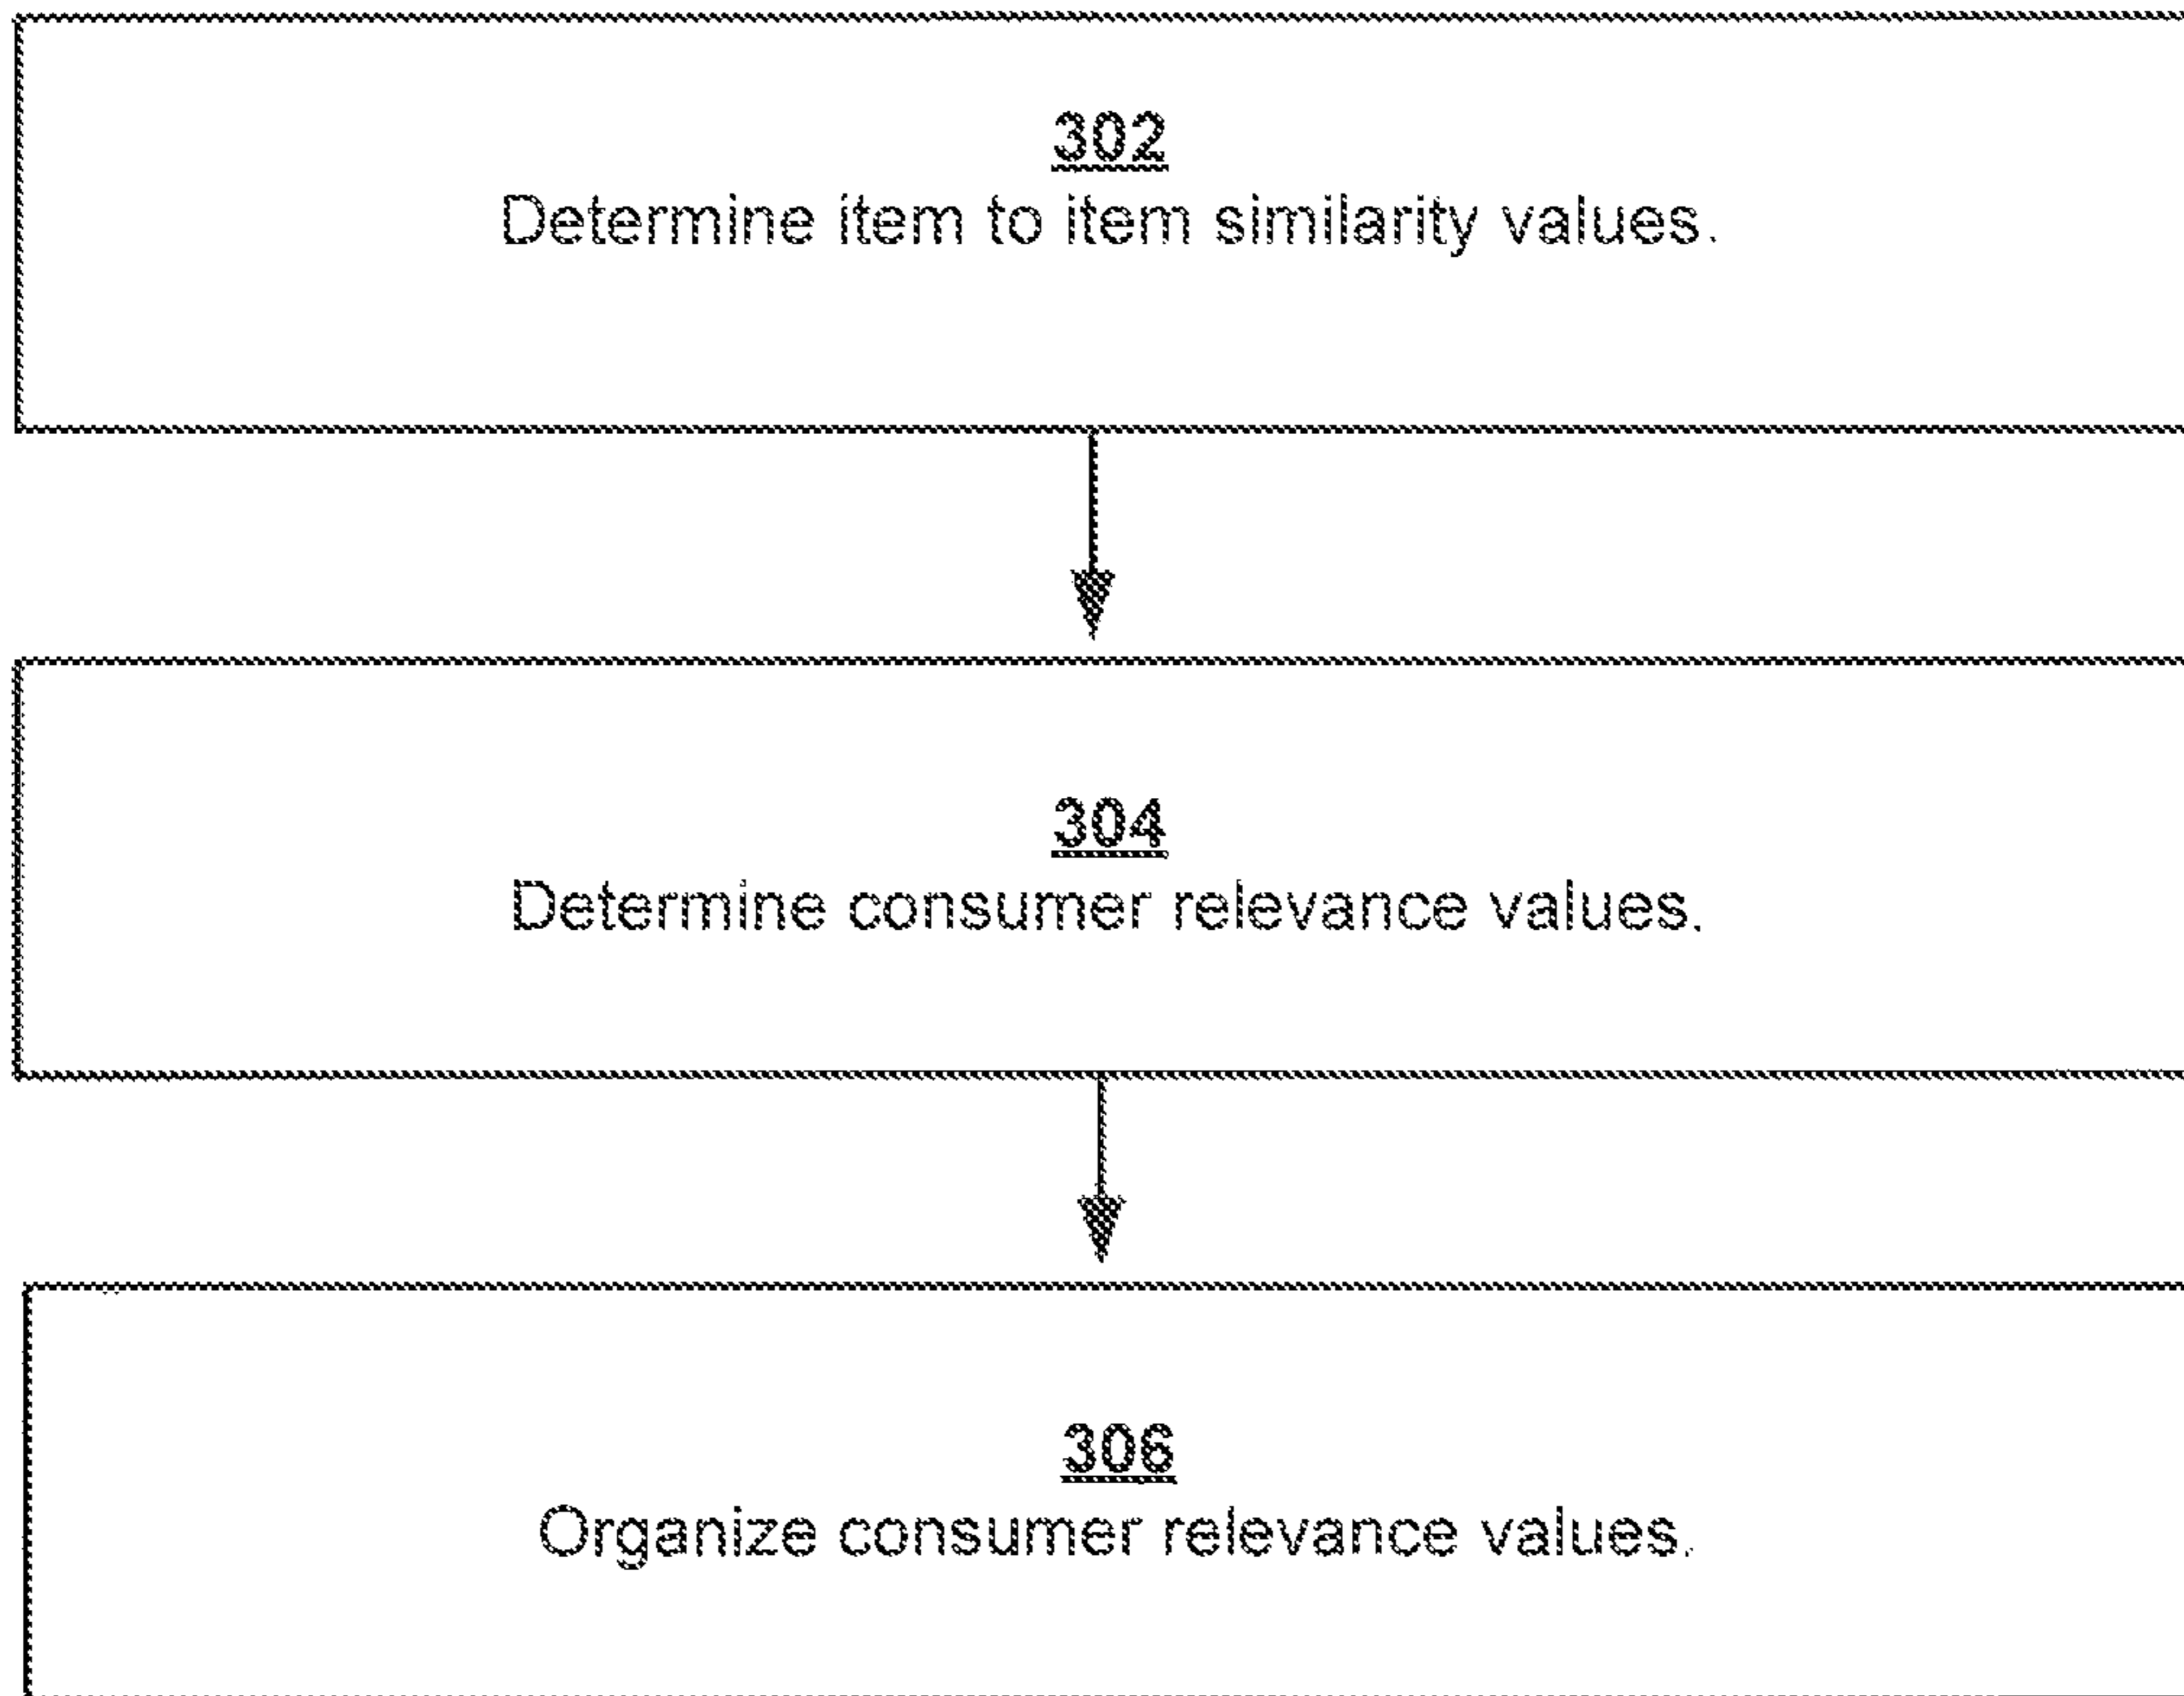 302
Determine item to item similarity values.
304
Determine consumer relevance values.
306
Organize consumer relevance values.